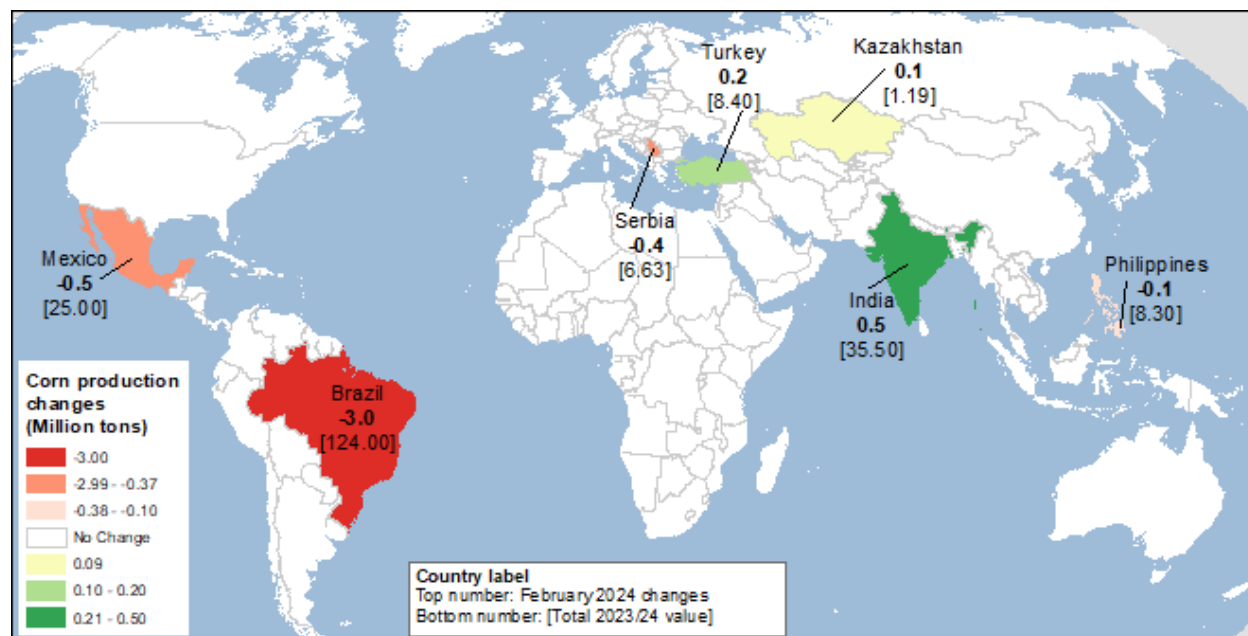 Turkey
0.2
[8.40]
Kazakhstan
0.1
[1.19]
Serbia
-0.4
[6.63]
Mexico
-0.5
[25.00]
India
0.5
[35.50]
Philippines
-0.1
[8.30]
Brazil
-3.0
[124.00]
Corn production
changes
(Million tons)
-3.00
-2.99 - -0.37
-0.38 - -0.10
No Change
0.09
0.10 - 0.20
0.21 - 0.50
Country label
Top number: February 2024 changes
Bottom number: [Total 2023/24 value]